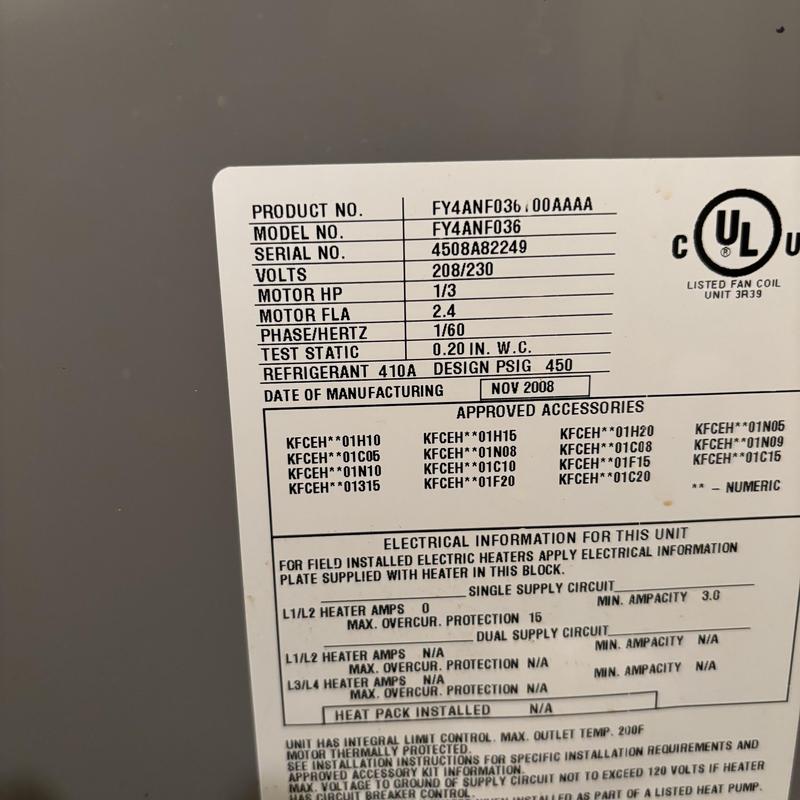 PRODUCT NO. FY4ANF036100AAAA
MODEL NO. FY4ANF036
SERIAL NO. 4508A82249
VOLTS 208/230
MOTOR HP 1/3
MOTOR FLA 2.4
PHASE/HERTZ 1/60
TEST STATIC 0.20 IN. W.C.
REFRIGERANT 410A DESIGN PSIG 450
DATE OF MANUFACTURING NOV 2008
C UL ® U
LISTED FAN COIL
UNIT 3R39
APPROVED ACCESSORIES
KFCEH**01H10 KFCEH**01H15 KFCEH**01H20 KFCEH**01N05
KFCEH**01C05 KFCEH**01N08 KFCEH**01C08 KFCEH**01N09
KFCEH**01N10 KFCEH**01C10 KFCEH**01F15 KFCEH**01C15
KFCEH**01315 KFCEH**01F20 KFCEH**01C20
** - NUMERIC
ELECTRICAL INFORMATION FOR THIS UNIT
FOR FIELD INSTALLED ELECTRIC HEATERS APPLY ELECTRICAL INFORMATION
PLATE SUPPLIED WITH HEATER IN THIS BLOCK.
SINGLE SUPPLY CIRCUIT
L1/L2 HEATER AMPS 0 MIN. AMPACITY 3.0
MAX. OVERCUR. PROTECTION 15
DUAL SUPPLY CIRCUIT
L1/L2 HEATER AMPS N/A MIN. AMPACITY N/A
MAX. OVERCUR. PROTECTION N/A
L3/L4 HEATER AMPS N/A MIN. AMPACITY N/A
MAX. OVERCUR. PROTECTION N/A
HEAT PACK INSTALLED N/A
UNIT HAS INTEGRAL LIMIT CONTROL. MAX. OUTLET TEMP. 200F
MOTOR THERMALLY PROTECTED.
SEE INSTALLATION INSTRUCTIONS FOR SPECIFIC INSTALLATION REQUIREMENTS AND
APPROVED ACCESSORY KIT INFORMATION.
MAX. VOLTAGE TO GROUND OF SUPPLY CIRCUIT NOT TO EXCEED 120 VOLTS IF HEATER
HAS CIRCUIT BREAKER CONTROL.
WHEN INSTALLED AS PART OF A LISTED HEAT PUMP.